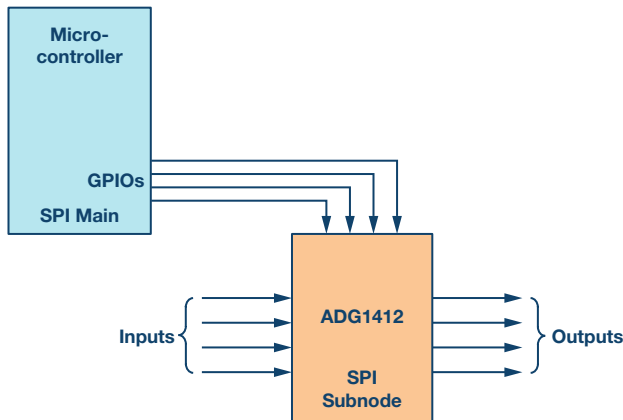 Micro-
controller
GPIOs
SPI Main
ADG1412
Inputs
Outputs
SPI
Subnode